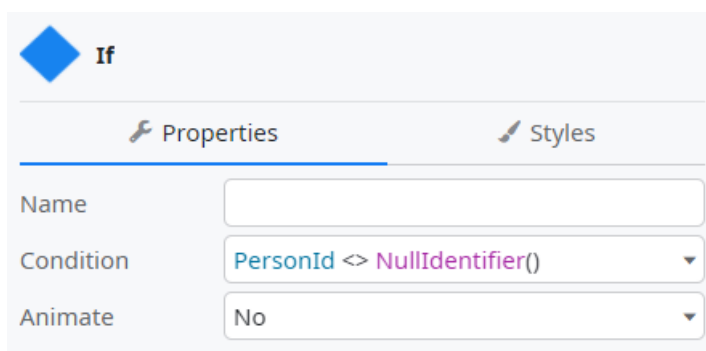 If
Properties Styles
Name
Condition PersonId <> NullIdentifier()
Animate No